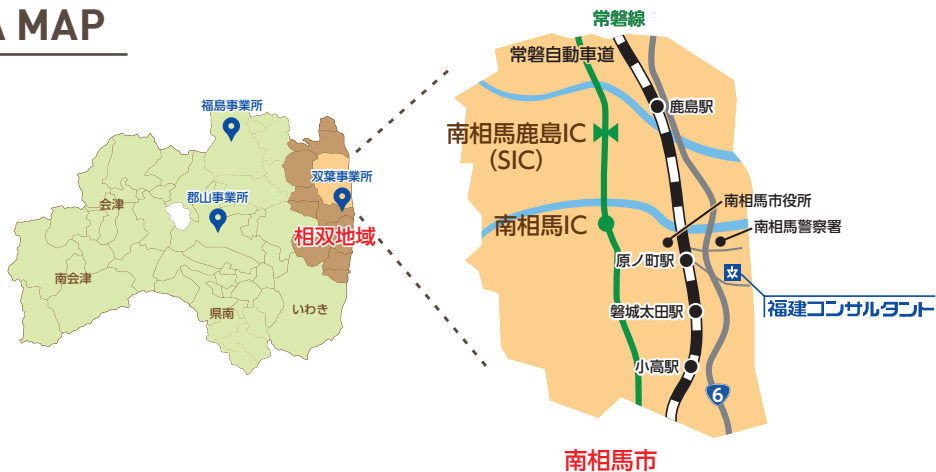 A MAP
常磐線
常磐自動車道
鹿島駅
南相馬鹿島IC
(SIC)
南相馬市役所
南相馬警察署
南相馬IC
原ノ町駅
福建コンサルタント
磐城太田駅
小高駅
6
南相馬市
福島事業所
双葉事業所
郡山事業所
会津
相双地域
南会津
県南
いわき